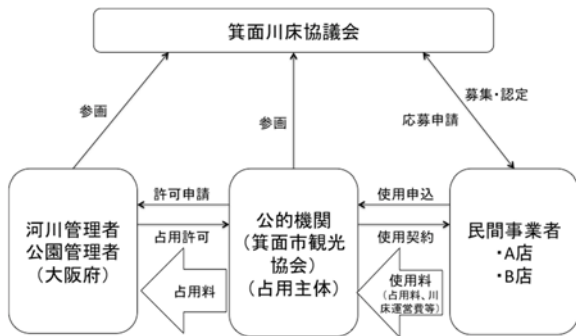 箕面川床協議会
募集・認定
参画
参画
応募申請
河川管理者
公園管理者
(大阪府)
許可申請
占用許可
占用料
公的機関
(箕面市観光
協会)
(占用主体)
使用申込
使用契約
使用料
(占用料、川
床運営費等)
民間事業者
・A店
・B店